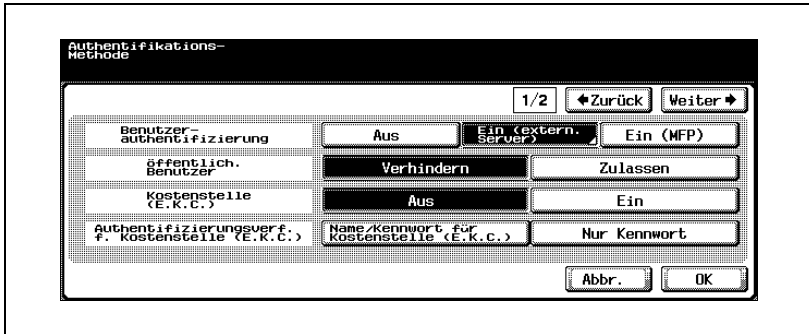 Authentifikations-
Methode
1/2 Zurück Weiter
Benutzer-
authentifizierung
Aus
Ein (extern.
Server)
Ein (MFP)
öffentlich.
Benutzer
Verhindern
Zulassen
Kostenstelle
(E.K.C.)
Aus
Ein
Authentifizierungsverf.
f. Kostenstelle (E.K.C.)
Name/Kennwort für
Kostenstelle (E.K.C.)
Nur Kennwort
Abbr. OK